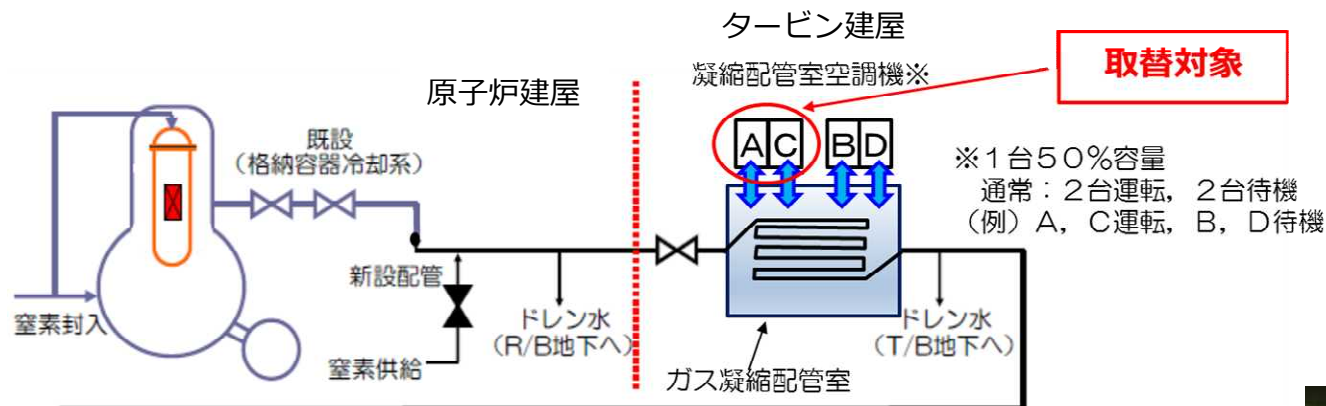 タービン建屋
凝縮配管室空調機※
取替対象
原子炉建屋
既設
(格納容器冷却系)
A C B D
※1台50%容量
通常:2台運転,2台待機
(例)A,C運転,B,D待機
新設配管
窒素封入
ドレン水
(R/B地下へ)
ドレン水
(T/B地下へ)
窒素供給
ガス凝縮配管室